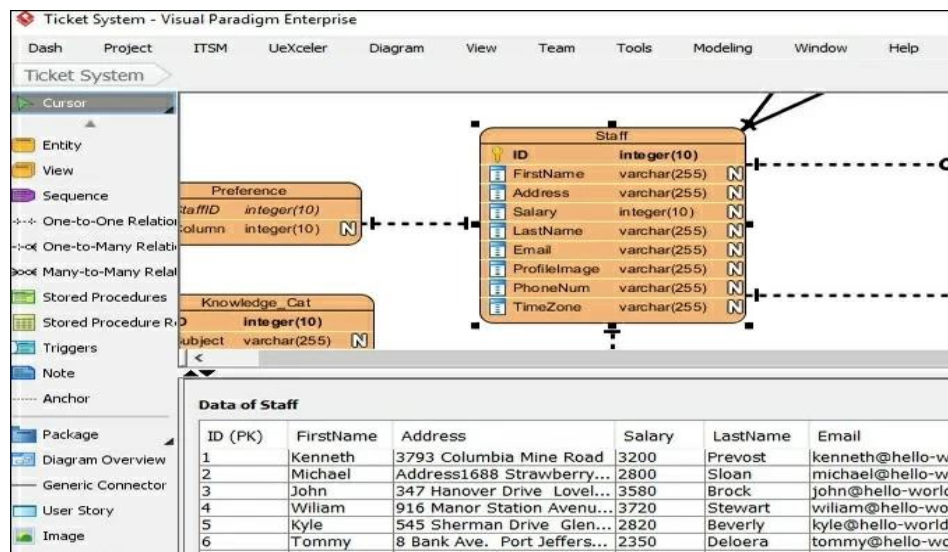 Ticket System - Visual Paradigm Enterprise
Dash Project ITSM UeXceler Diagram View Team Tools Modeling Window Help
Ticket System
Cursor
Entity
View
Sequence
One-to-One Relation
One-to-Many Relati
Many-to-Many Relat
Stored Procedures
Stored Procedure R
Triggers
Note
Anchor
Package
Diagram Overview
Generic Connector
User Story
Image
Preference
taffID integer(10)
olumn integer(10) N
Knowledge_Cat
D integer(10)
ubject varchar(255) N
Staff
ID integer(10)
FirstName varchar(255) N
Address varchar(255) N
Salary integer(10) N
LastName varchar(255) N
Email varchar(255) N
ProfileImage varchar(255) N
PhoneNum varchar(255) N
TimeZone varchar(255) N
<
Data of Staff
ID (PK) FirstName Address Salary LastName Email
1 Kenneth 3793 Columbia Mine Road 3200 Prevost kenneth@hello-w
2 Michael Address1688 Strawberry... 2800 Sloan michael@hello-w
3 John 347 Hanover Drive Lovel... 3580 Brock john@hello-world
4 Wiliam 916 Manor Station Avenu... 3720 Stewart wiliam@hello-wo
5 Kyle 545 Sherman Drive Glen... 2820 Beverly kyle@hello-world
6 Tommy 8 Bank Ave. Port Jeffers... 2350 Deloera tommy@hello-wo